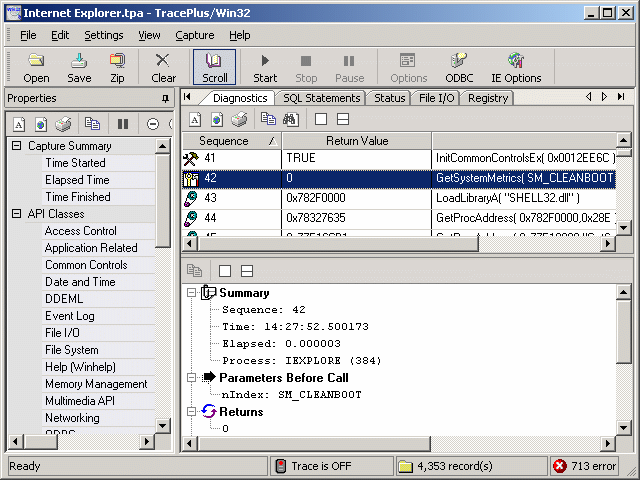 Internet Explorer.tpa - TracePlus/Win32
File Edit Settings View Capture Help
Open Save Zip Clear Scroll Start Stop Pause Options ODBC IE Options
Properties
Diagnostics SQL Statements Status File I/O Registry
Capture Summary
Time Started
Elapsed Time
Time Finished
API Classes
Access Control
Application Related
Common Controls
Date and Time
DDEML
Event Log
File I/O
File System
Help (Winhelp)
Memory Management
Multimedia API
Networking
ODBC
Sequence Return Value
41 TRUE InitCommonControlsEx( 0x0012EE6C )
42 0 GetSystemMetrics( SM_CLEANBOOT
43 0x782F0000 LoadLibraryA( "SHELL32.dll" )
44 0x78327635 GetProcAddress( 0x782F0000,0x28E
45
Summary
Sequence: 42
Time: 14:27:52.500173
Elapsed: 0.000003
Process: IEXPLORE (384)
Parameters Before Call
nIndex: SM_CLEANBOOT
Returns
0
Ready Trace is OFF 4,353 record(s) 713 error